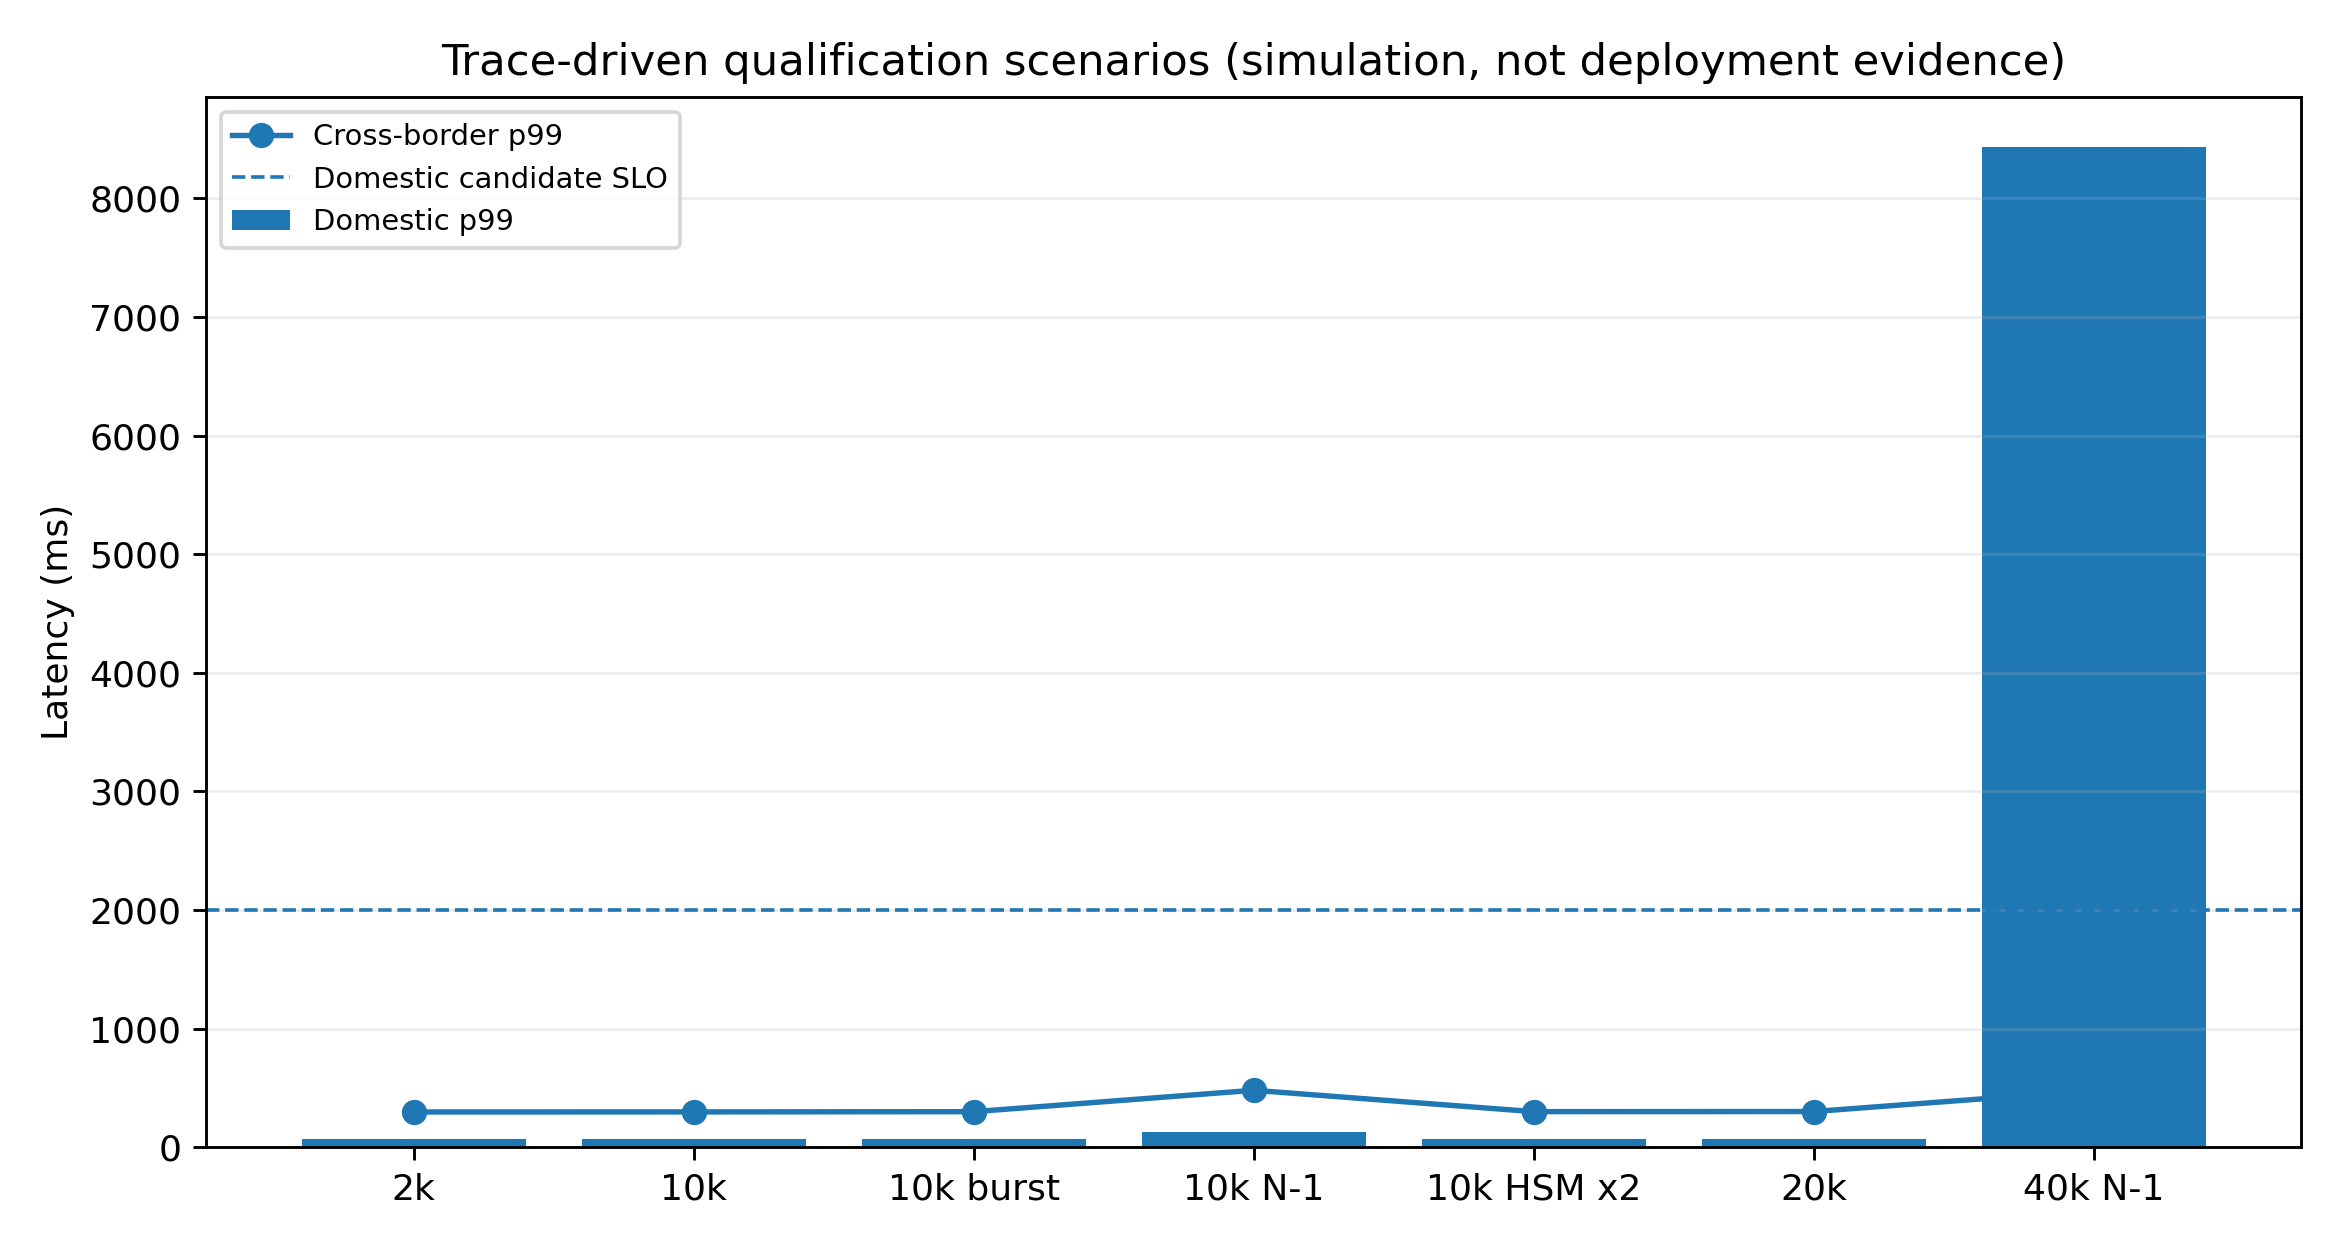 Trace-driven qualification scenarios (simulation, not deployment evidence)
Cross-border p99
Domestic candidate SLO
Domestic p99
Latency (ms)
8000
7000
6000
5000
4000
3000
2000
1000
0
2k
10k
10k burst
10k N-1
10k HSM x2
20k
40k N-1